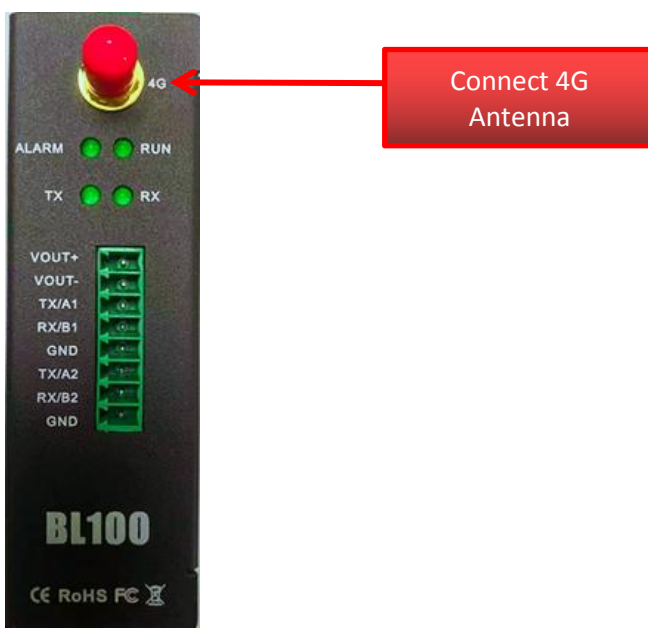 4G
Connect 4G
Antenna
ALARM RUN
TX RX
VOUT+
VOUT-
TX/A1
RX/B1
GND
TX/A2
RX/B2
GND
BL100
CE RoHS FC